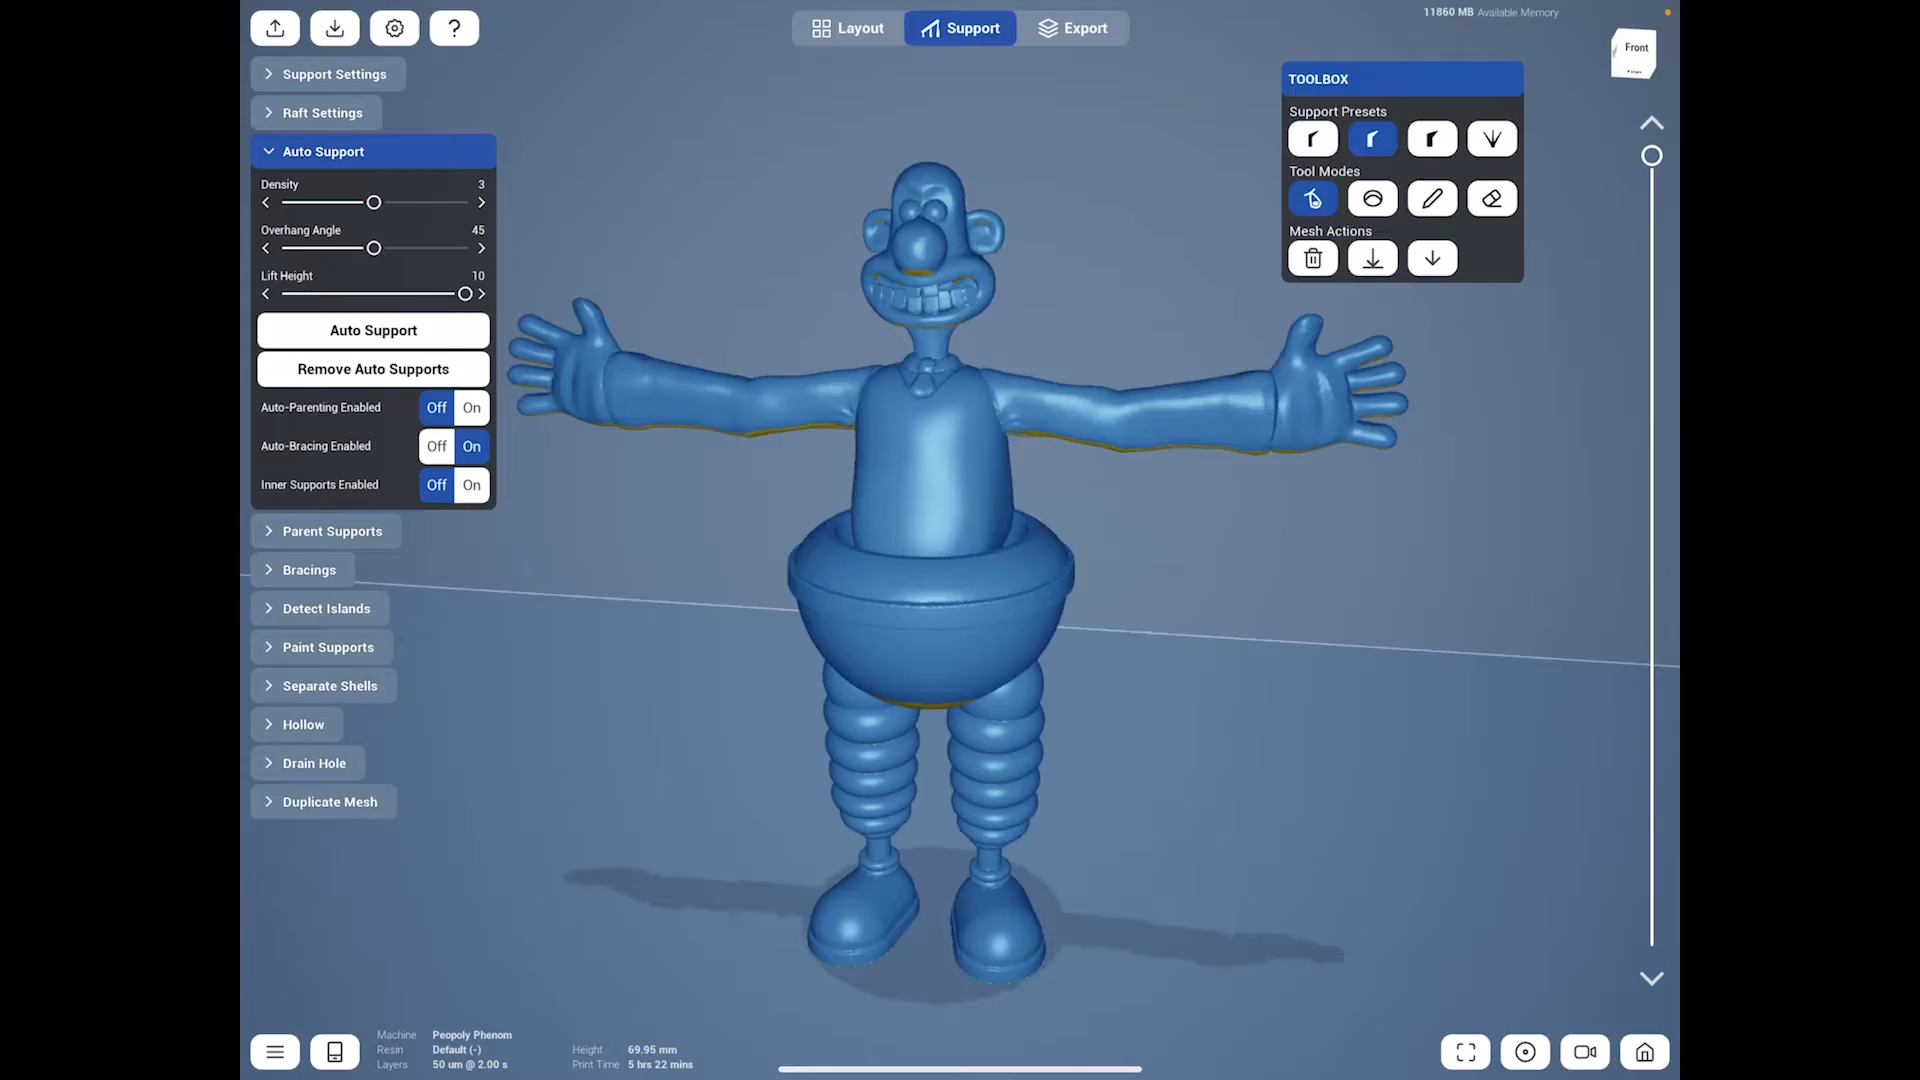 11860 MB Available Memory
Layout
Support
Export
Front
Support Settings
Raft Settings
Auto Support
Density 3
Overhang Angle 45
Lift Height 10
Auto Support
Remove Auto Supports
Auto-Parenting Enabled Off On
Auto-Bracing Enabled Off On
Inner Supports Enabled Off On
Parent Supports
Bracings
Detect Islands
Paint Supports
Separate Shells
Hollow
Drain Hole
Duplicate Mesh
TOOLBOX
Support Presets
Tool Modes
Mesh Actions
Machine Peopoly Phenom
Resin Default (-)
Layers 50 um @ 2.00 s
Height 69.95 mm
Print Time 5 hrs 22 mins